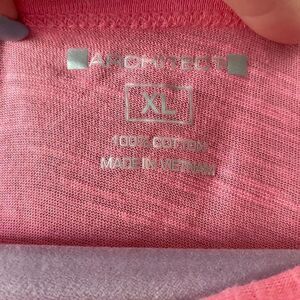 ARCHITECT
XL
100% COTTON
MADE IN VIETNAM